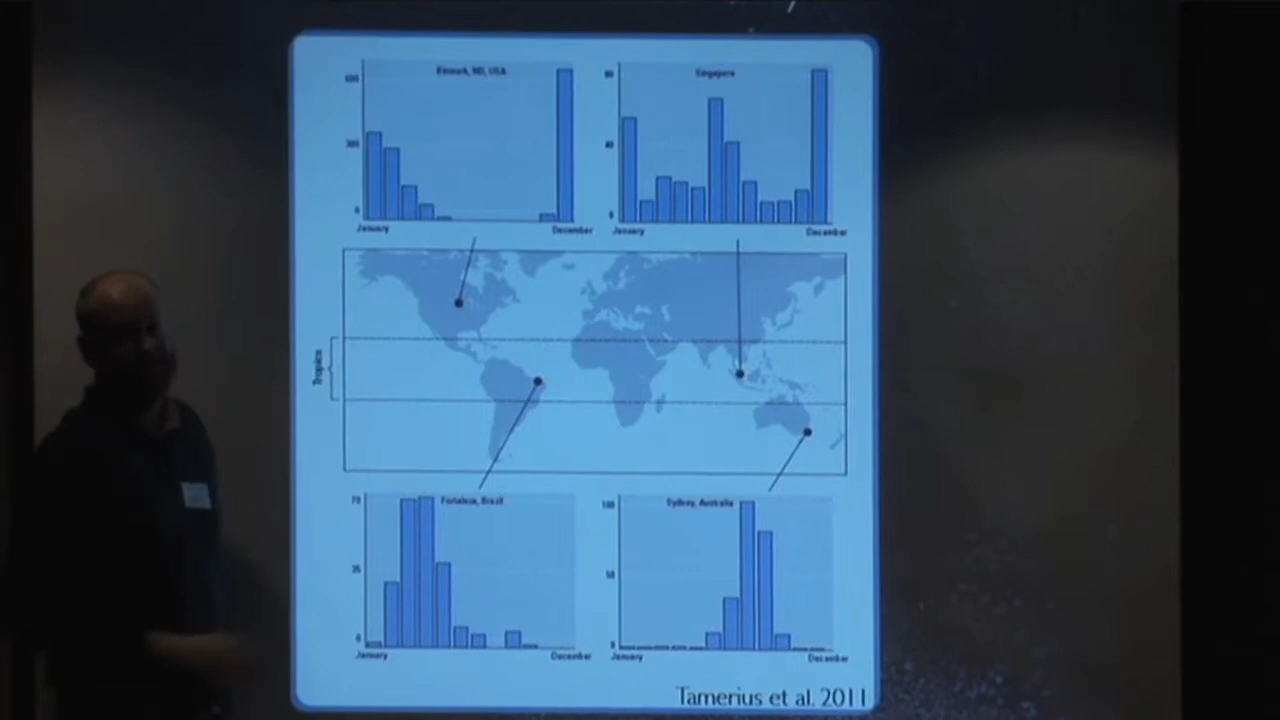 Bismark, ND, USA
600
300
0
January
December
Singapore
80
40
0
January
December
Tropics
Fortaleza, Brazil
70
35
0
January
December
Sydney, Australia
100
50
0
January
December
Tamerius et al. 2011